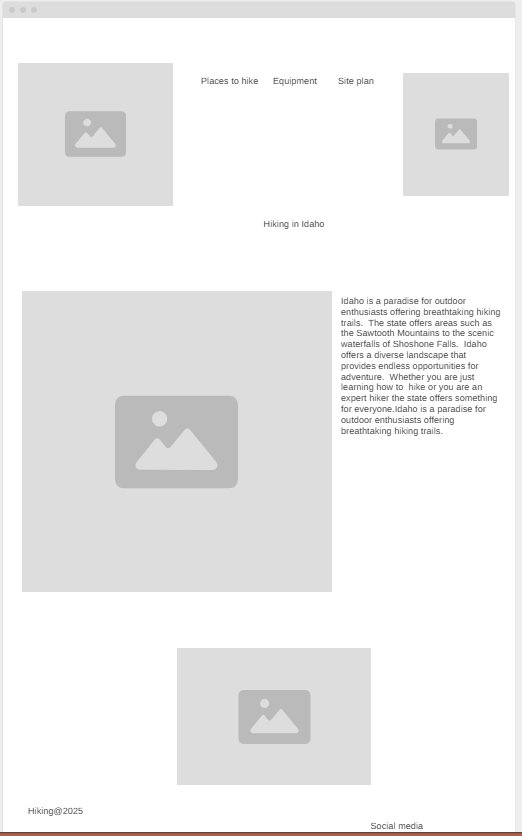 Places to hike Equipment Site plan
Hiking in Idaho
Idaho is a paradise for outdoor
enthusiasts offering breathtaking hiking
trails.  The state offers areas such as
the Sawtooth Mountains to the scenic
waterfalls of Shoshone Falls.  Idaho
offers a diverse landscape that
provides endless opportunities for
adventure.  Whether you are just
learning how to  hike or you are an
expert hiker the state offers something
for everyone.Idaho is a paradise for
outdoor enthusiasts offering
breathtaking hiking trails.
Hiking@2025
Social media